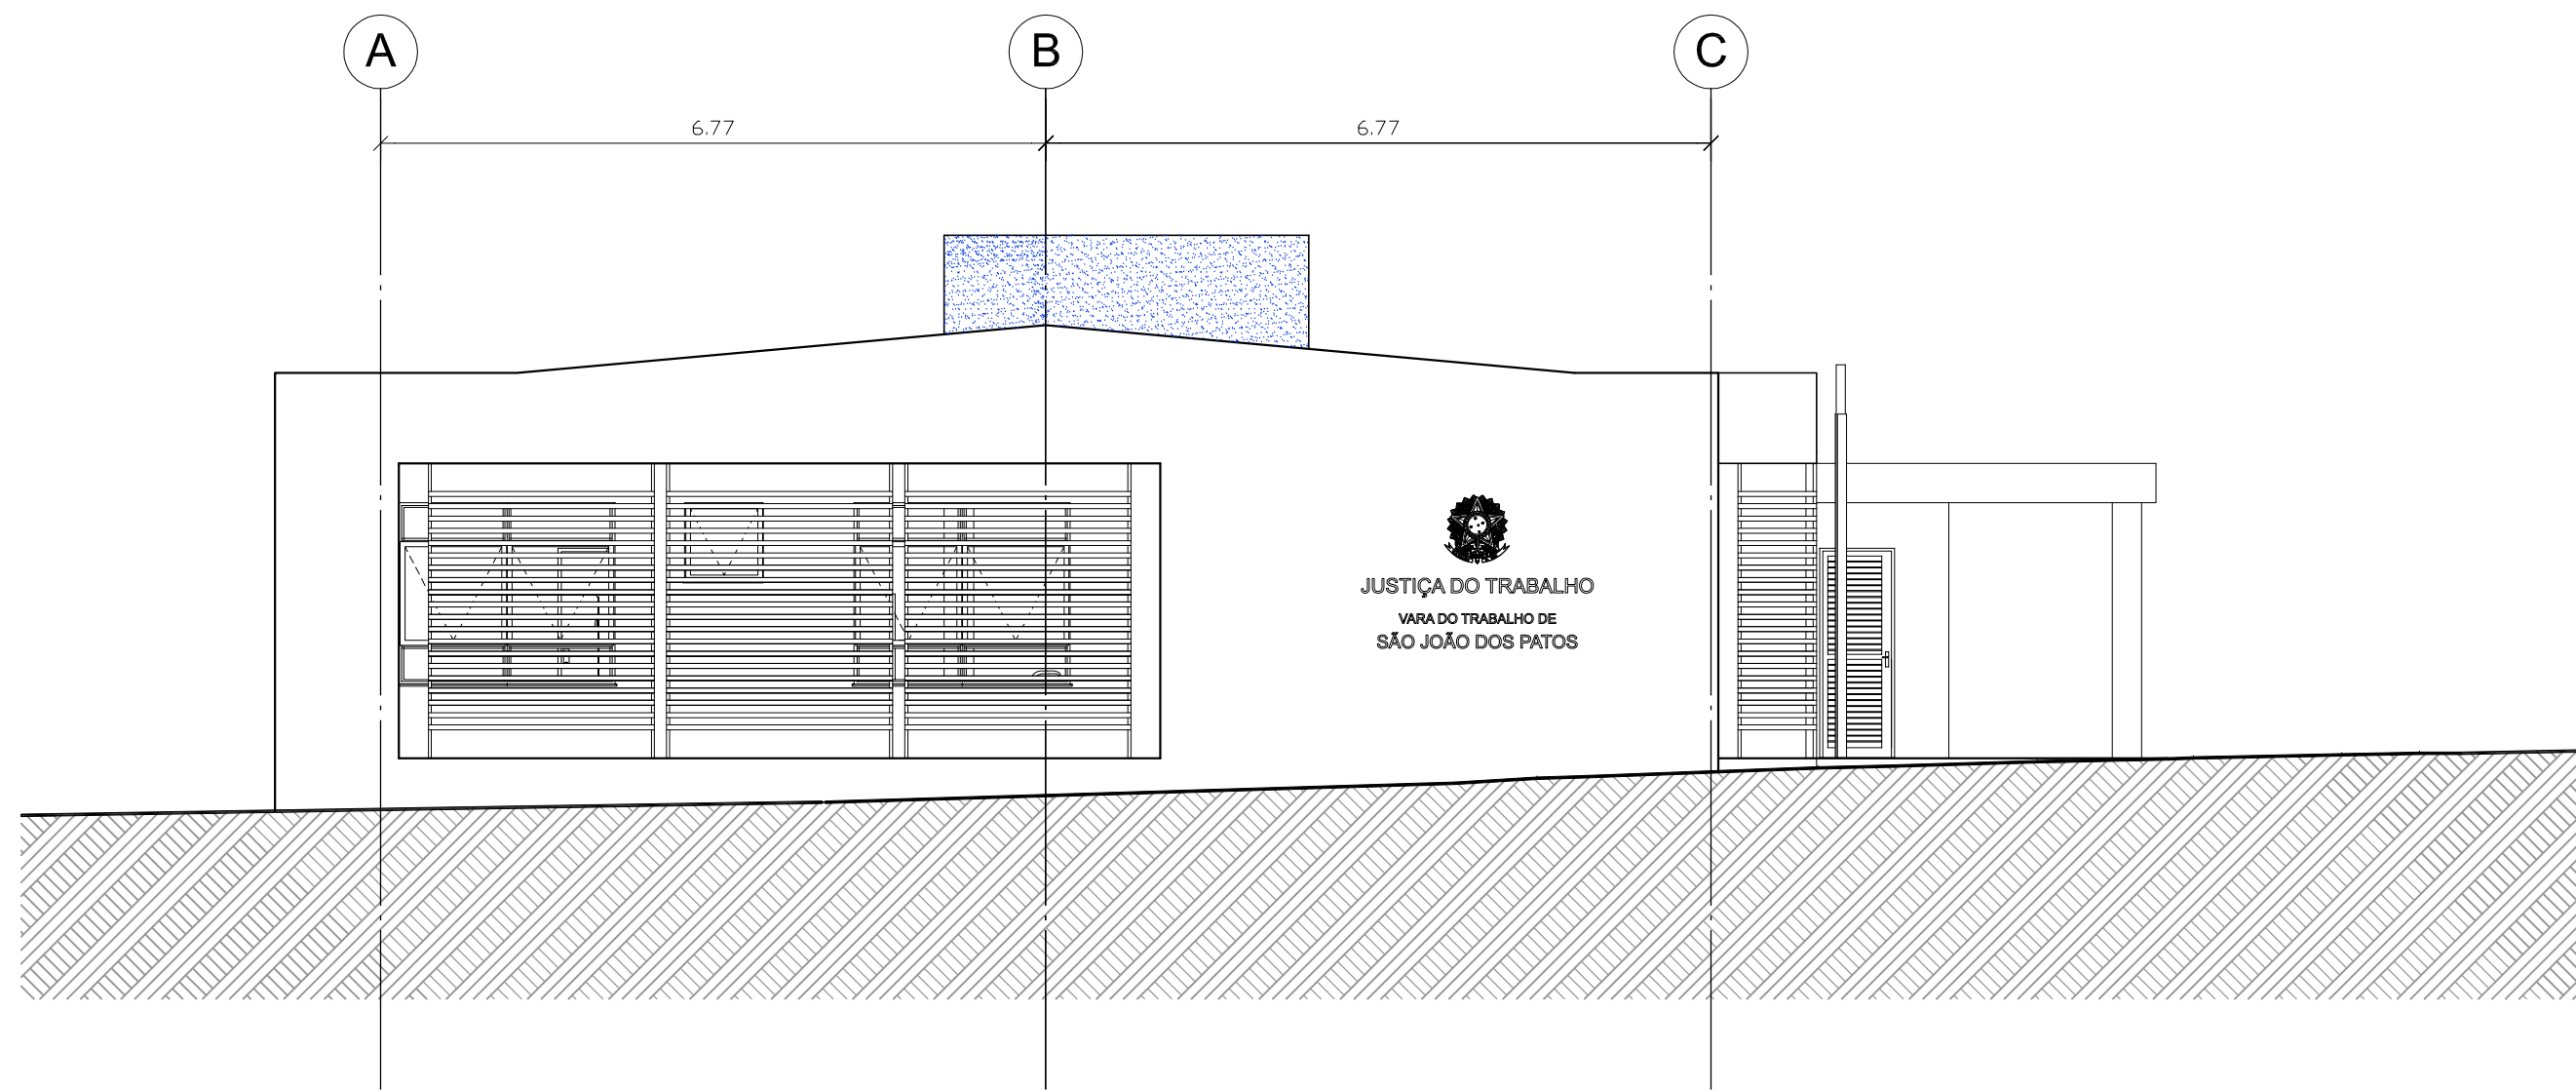 A B C
6.77 6.77
JUSTIÇA DO TRABALHO
VARA DO TRABALHO DE
SÃO JOÃO DOS PATOS